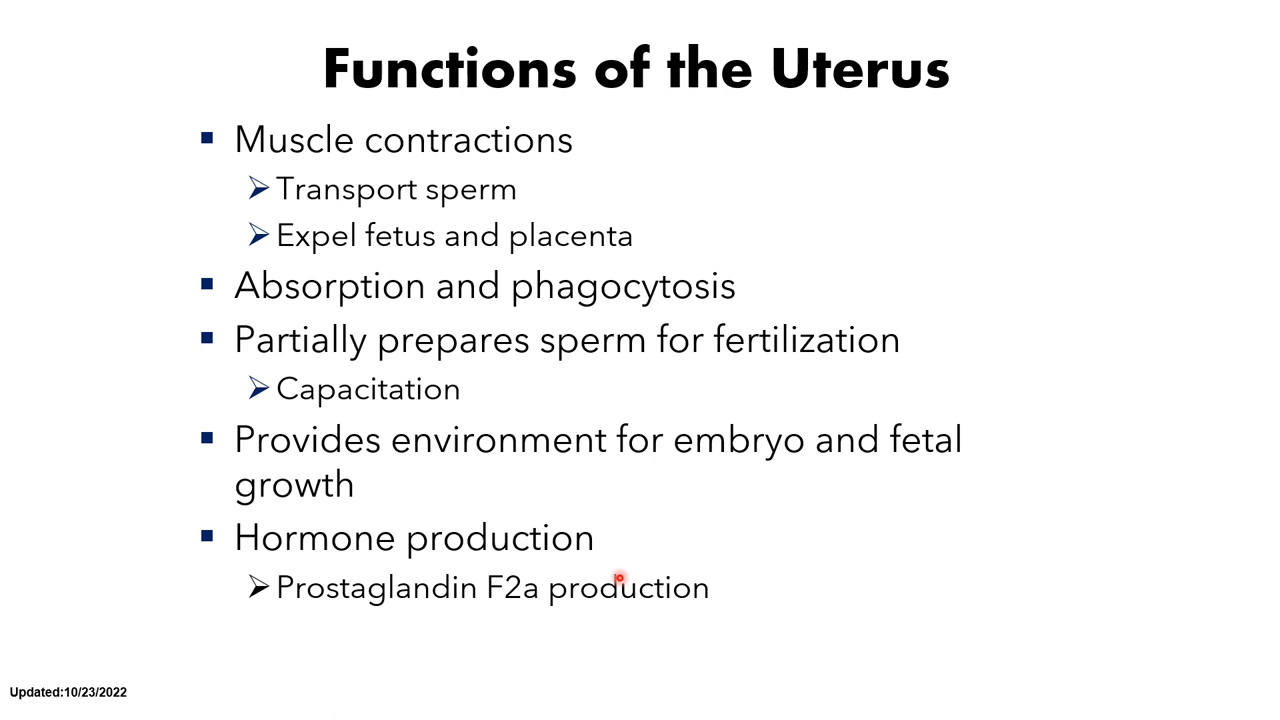 Functions of the Uterus
Muscle contractions
Transport sperm
Expel fetus and placenta
Absorption and phagocytosis
Partially prepares sperm for fertilization
Capacitation
Provides environment for embryo and fetal
growth
Hormone production
Prostaglandin F2a production
Updated:10/23/2022